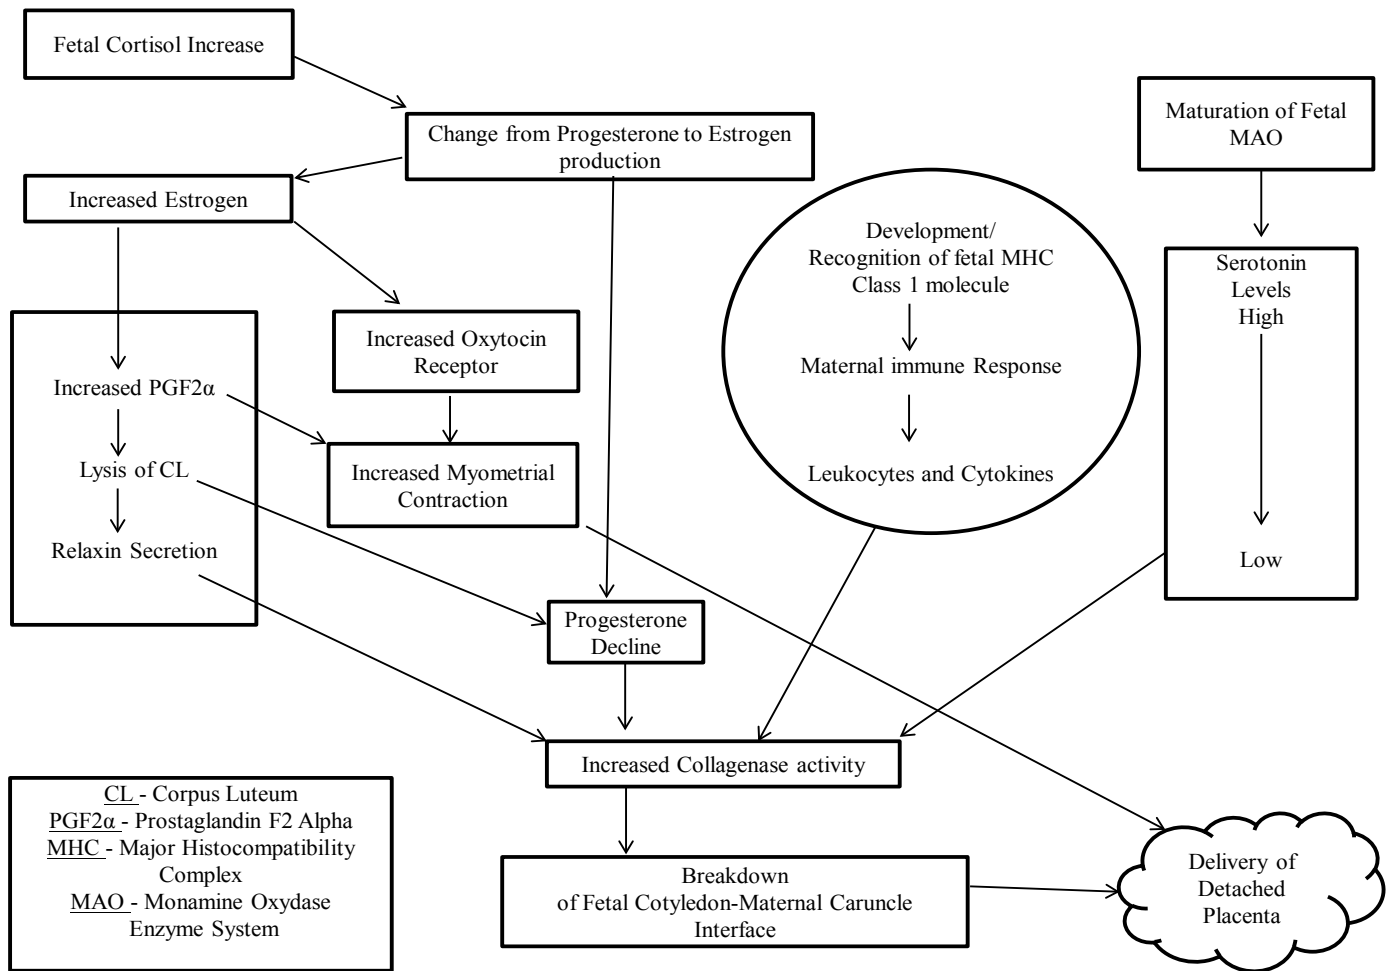 Fetal Cortisol Increase
Change from Progesterone to Estrogen
production
Maturation of Fetal
MAO
Increased Estrogen
Development/
Recognition of fetal MHC
Class 1 molecule
Serotonin
Levels
High
Increased Oxytocin
Receptor
Maternal immune Response
Increased PGF2α
Lysis of CL
Increased Myometrial
Contraction
Leukocytes and Cytokines
Relaxin Secretion
Low
Progesterone
Decline
Increased Collagenase activity
CL - Corpus Luteum
PGF2α - Prostaglandin F2 Alpha
MHC - Major Histocompatibility
Complex
MAO - Monamine Oxydase
Enzyme System
Breakdown
of Fetal Cotyledon-Maternal Caruncle
Interface
Delivery of
Detached
Placenta